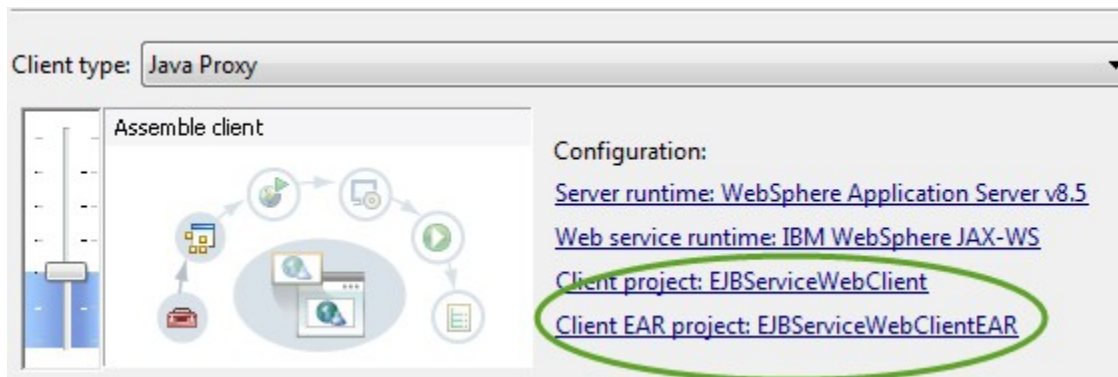 Client type: Java Proxy
Assemble client
Configuration:
Server runtime: WebSphere Application Server v8.5
Web service runtime: IBM WebSphere JAX-WS
Client project: EJBServiceWebClient
Client EAR project: EJBServiceWebClientEAR